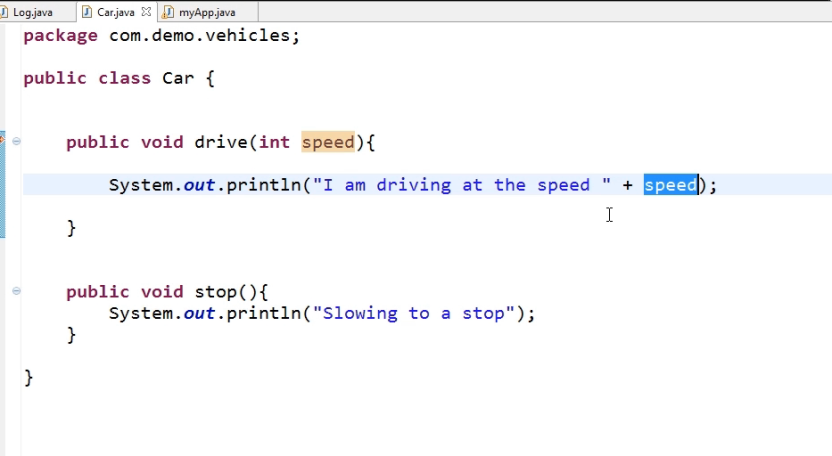 Log.java Car.java myApp.java
package com.demo.vehicles;
public class Car {
public void drive(int speed){
System.out.println("I am driving at the speed " + speed);
}
public void stop(){
System.out.println("Slowing to a stop");
}
}